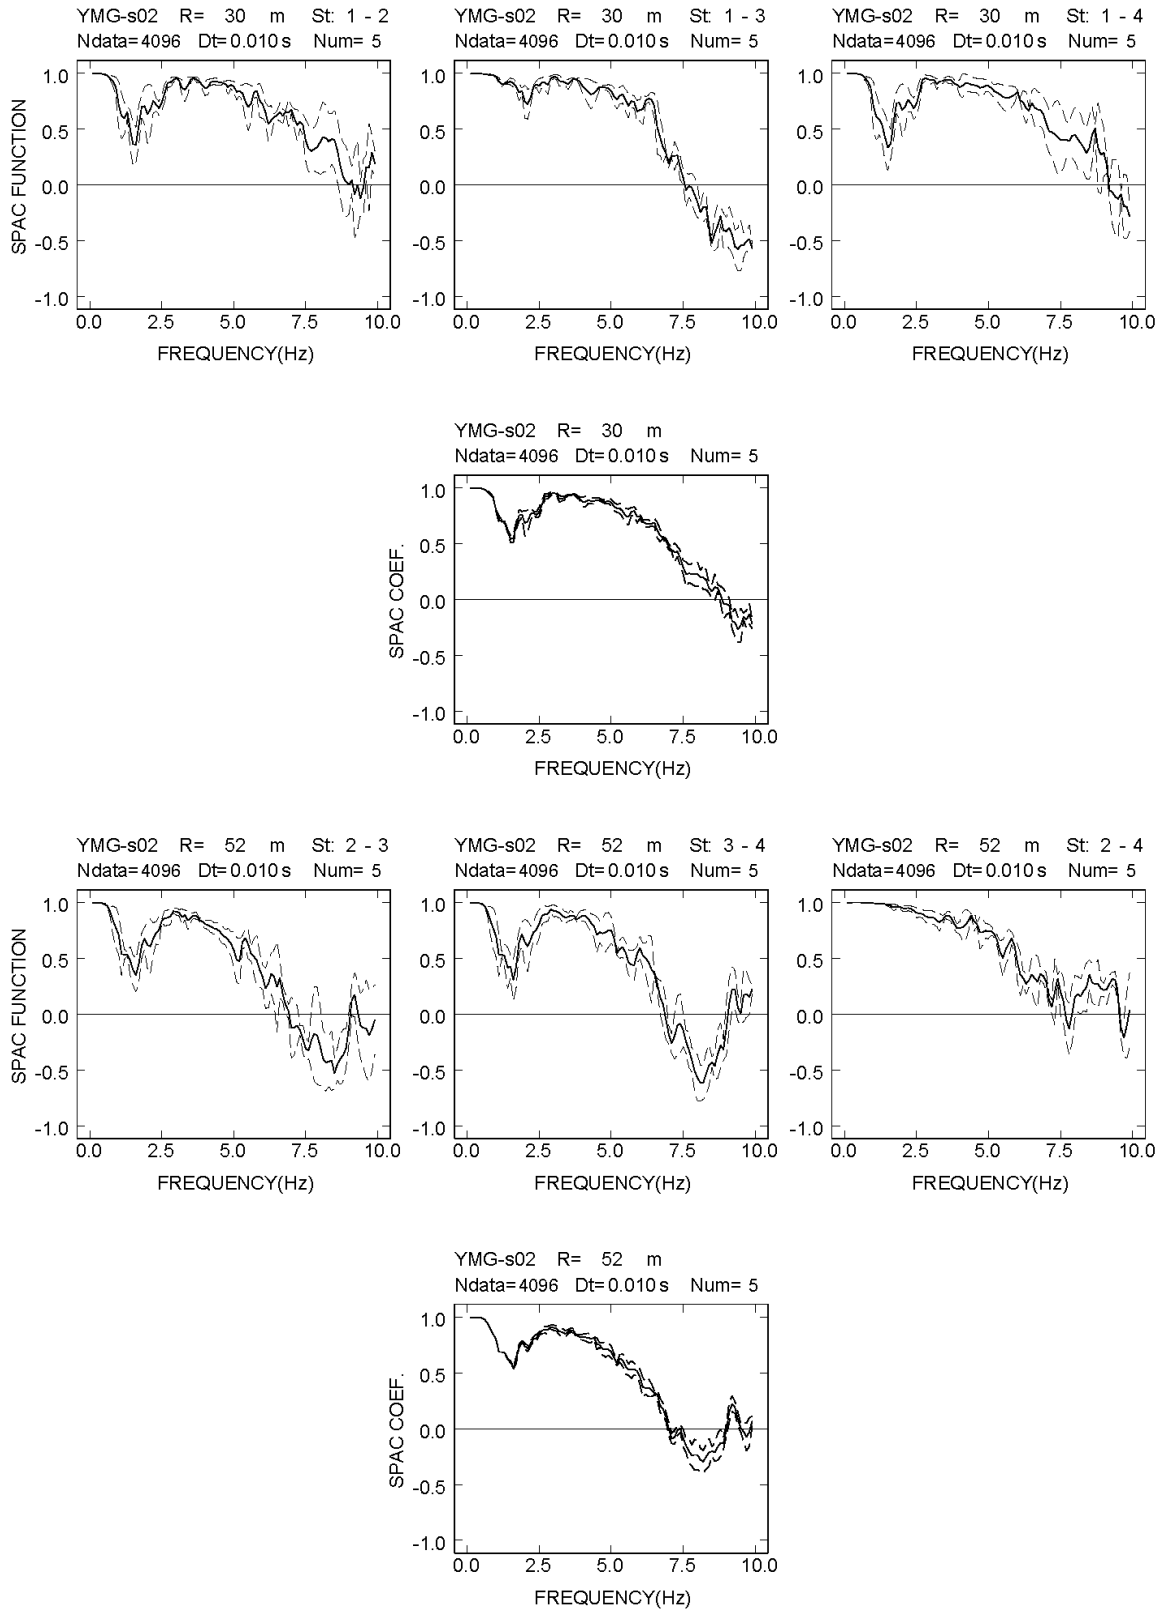 YMG-s02 R= 30 m St: 1 - 2
Ndata=4096 Dt=0.010 s Num= 5
YMG-s02 R= 30 m St: 1 - 3
Ndata=4096 Dt=0.010 s Num= 5
YMG-s02 R= 30 m St: 1 - 4
Ndata=4096 Dt=0.010 s Num= 5
SPAC FUNCTION
1.0
0.5
0.0
-0.5
-1.0
0.0 2.5 5.0 7.5 10.0
FREQUENCY(Hz)
1.0
0.5
0.0
-0.5
-1.0
0.0 2.5 5.0 7.5 10.0
FREQUENCY(Hz)
1.0
0.5
0.0
-0.5
-1.0
0.0 2.5 5.0 7.5 10.0
FREQUENCY(Hz)
YMG-s02 R= 30 m
Ndata=4096 Dt=0.010 s Num= 5
SPAC COEF.
1.0
0.5
0.0
-0.5
-1.0
0.0 2.5 5.0 7.5 10.0
FREQUENCY(Hz)
YMG-s02 R= 52 m St: 2 - 3
Ndata=4096 Dt=0.010 s Num= 5
YMG-s02 R= 52 m St: 3 - 4
Ndata=4096 Dt=0.010 s Num= 5
YMG-s02 R= 52 m St: 2 - 4
Ndata=4096 Dt=0.010 s Num= 5
SPAC FUNCTION
1.0
0.5
0.0
-0.5
-1.0
0.0 2.5 5.0 7.5 10.0
FREQUENCY(Hz)
1.0
0.5
0.0
-0.5
-1.0
0.0 2.5 5.0 7.5 10.0
FREQUENCY(Hz)
1.0
0.5
0.0
-0.5
-1.0
0.0 2.5 5.0 7.5 10.0
FREQUENCY(Hz)
YMG-s02 R= 52 m
Ndata=4096 Dt=0.010 s Num= 5
SPAC COEF.
1.0
0.5
0.0
-0.5
-1.0
0.0 2.5 5.0 7.5 10.0
FREQUENCY(Hz)